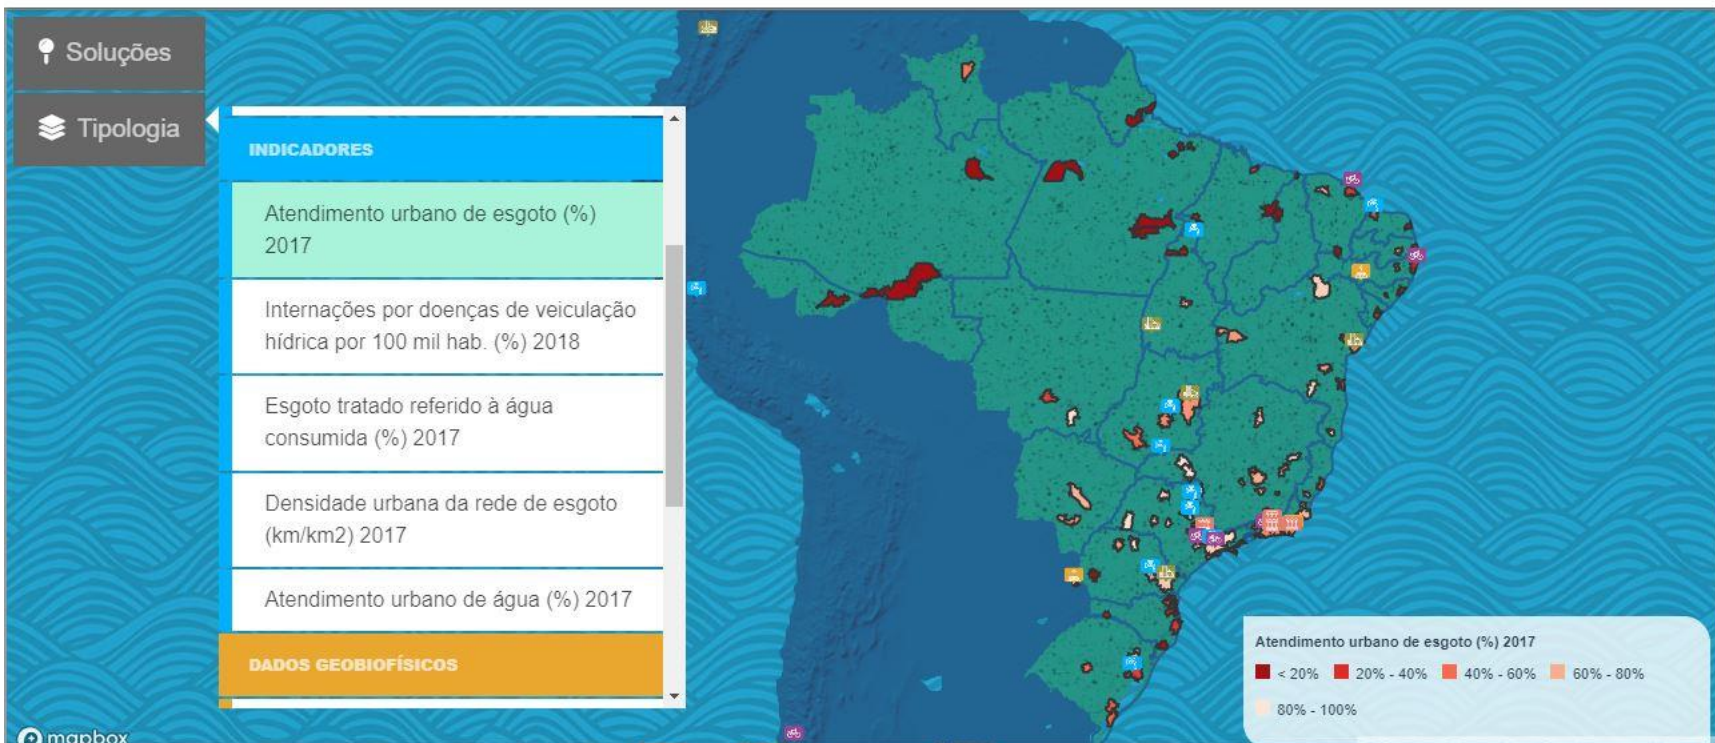 Soluções
Tipologia
INDICADORES
Atendimento urbano de esgoto (%)
2017
Internações por doenças de veiculação
hídrica por 100 mil hab. (%) 2018
Esgoto tratado referido à água
consumida (%) 2017
Densidade urbana da rede de esgoto
(km/km2) 2017
Atendimento urbano de água (%) 2017
DADOS GEOBIOFÍSICOS
Atendimento urbano de esgoto (%) 2017
< 20% 20% - 40% 40% - 60% 60% - 80%
80% - 100%
mapbox